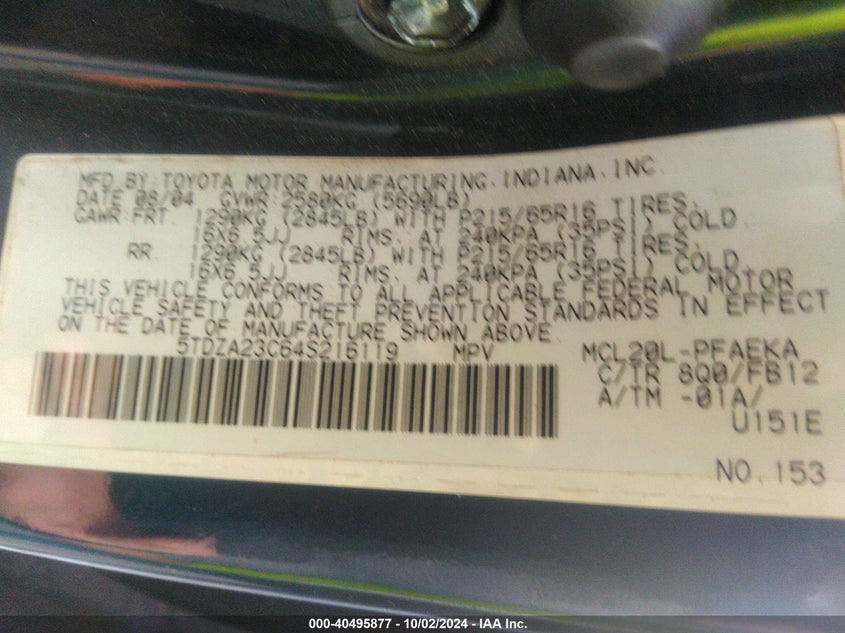 MFD. BY: TOYOTA MOTOR MANUFACTURING, INDIANA, INC.
DATE 08/04 GVWR 2580KG (5690LB)
GAWR: FRT. 1290KG (2845LB) WITH P215/65R16 TIRES,
16X6.5JJ RIMS, AT 240KPA (35PSI) COLD
RR. 1290KG (2845LB) WITH P215/65R16 TIRES,
16X6.5JJ RIMS, AT 240KPA (35PSI) COLD
THIS VEHICLE CONFORMS TO ALL APPLICABLE FEDERAL MOTOR
VEHICLE SAFETY AND THEFT PREVENTION STANDARDS IN EFFECT
ON THE DATE OF MANUFACTURE SHOWN ABOVE.
5TDZA23C64S216119 MPV MCL20L-PFAEKA
C/TR 8Q0/FB12
A/TM -01A/
U151E
NO. 153
000-40495877 - 10/02/2024 - IAA Inc.